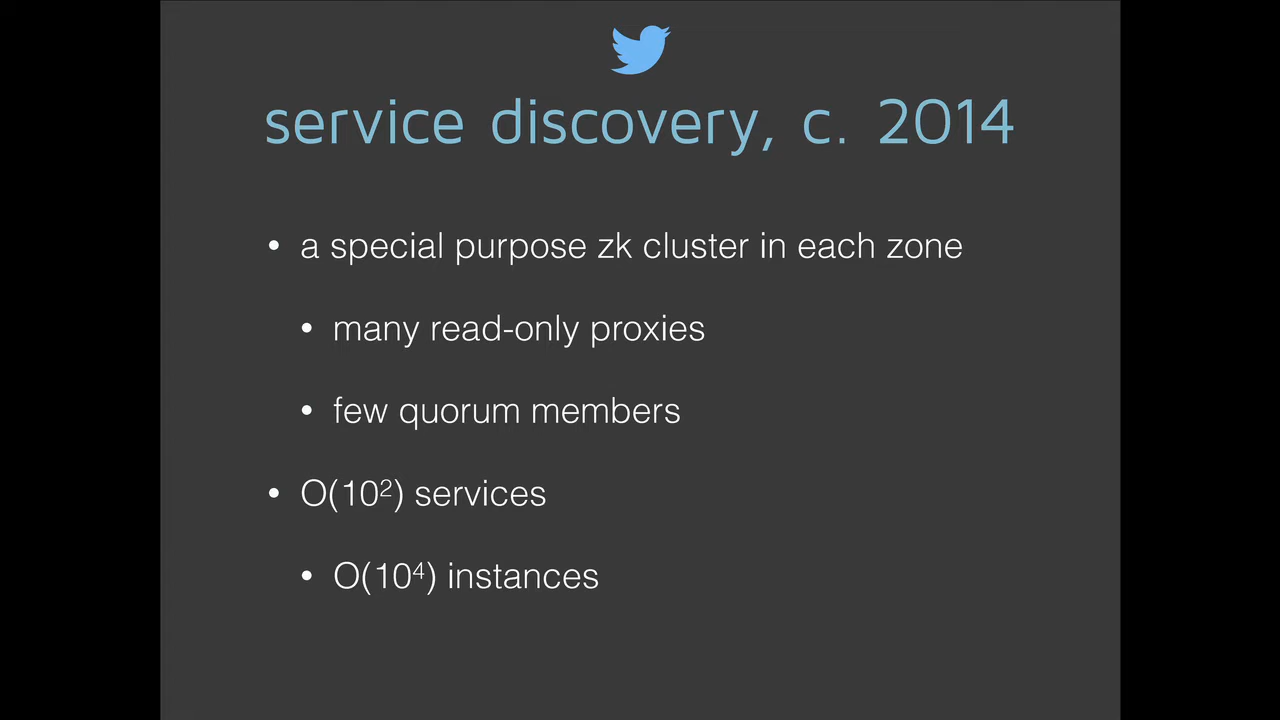 service discovery, c. 2014
• a special purpose zk cluster in each zone
• many read-only proxies
• few quorum members
• O(10²) services
• O(10⁴) instances